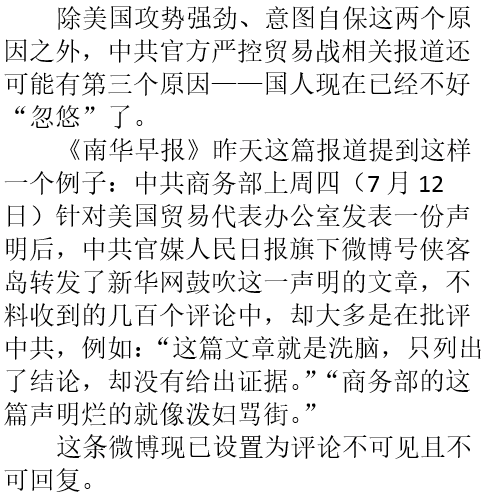 除美国攻势强劲、意图自保这两个原
因之外，中共官方严控贸易战相关报道还
可能有第三个原因——国人现在已经不好
“忽悠”了。
《南华早报》昨天这篇报道提到这样
一个例子：中共商务部上周四（7 月 12
日）针对美国贸易代表办公室发表一份声
明后，中共官媒人民日报旗下微博号侠客
岛转发了新华网鼓吹这一声明的文章，不
料收到的几百个评论中，却大多是在批评
中共，例如：“这篇文章就是洗脑，只列出
了结论，却没有给出证据。”“商务部的这
篇声明烂的就像泼妇骂街。”
这条微博现已设置为评论不可见且不
可回复。